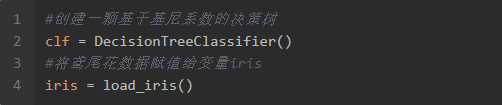 1 #创建一颗基于基尼系数的决策树
2 clf = DecisionTreeClassifier()
3 #将鸢尾花数据赋值给变量iris
4 iris = load_iris()